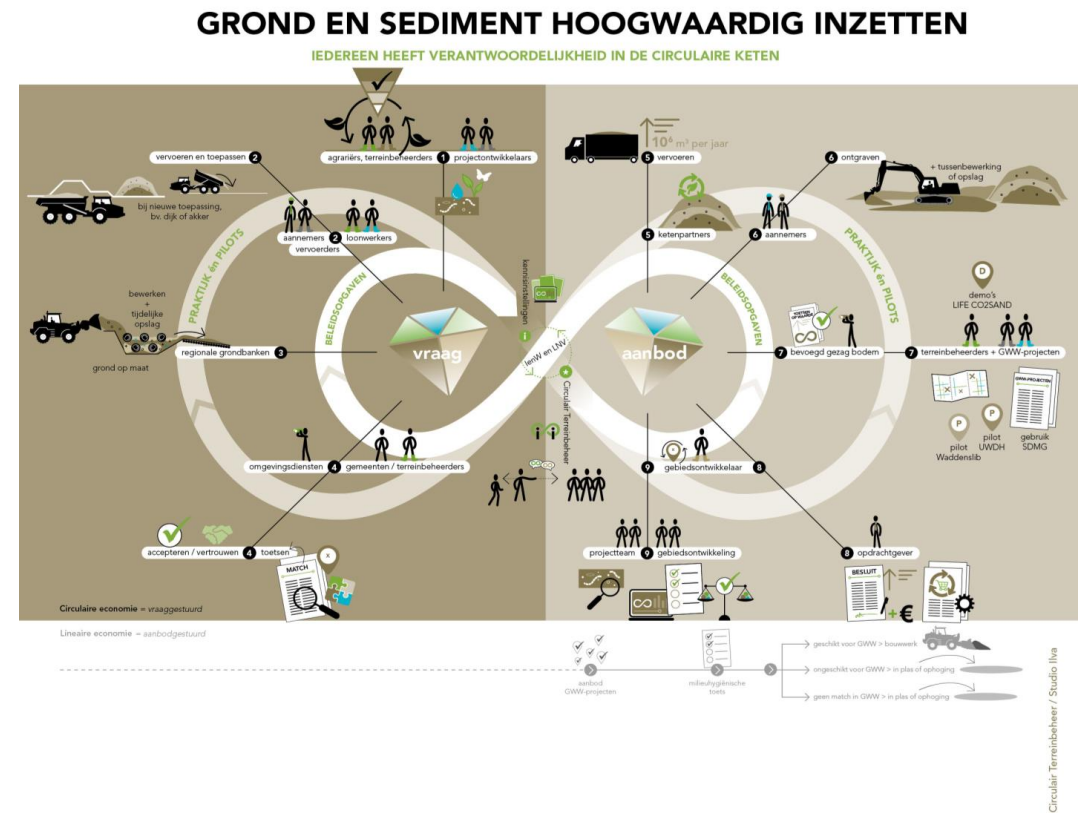 GROND EN SEDIMENT HOOGWAARDIG INZETTEN
IEDEREEN HEEFT VERANTWOORDELIJKHEID IN DE CIRCULAIRE KETEN
vervoeren en toepassen 2
agrariërs, terreinbeheerders 1 projectontwikkelaars
bij nieuwe toepassing,
bv. dijk of akker
aannemers 2 loonwerkers
vervoerders
PRAKTIJK én PILOTS
BELEIDSOPGAVEN
bewerken
+
tijdelijke
opslag
regionale grondbanken 3
grond op maat
vraag
omgevingsdiensten 4 gemeenten / terreinbeheerders
accepteren / vertrouwen 4 toetsen
MATCH
x
kennisinstellingen
i
IenW en LNV
Circulair Terreinbeheer
10⁶ m³ per jaar
5 vervoeren
6 ontgraven
+ tussenbewerking
of opslag
5 ketenpartners
6 aannemers
PRAKTIJK én PILOTS
BELEIDSOPGAVEN
aanbod
D
demo's
LIFE CO2SAND
7 bevoegd gezag bodem
7 terreinbeheerders + GWW-projecten
GWW-PROJECTEN
P
pilot
Waddenslib
P
pilot
UWDH
gebruik
SDMG
9 gebiedsontwikkelaar 8
projectteam 9 gebiedsontwikkeling
8 opdrachtgever
BESLUIT
+ €
Circulaire economie = vraaggestuurd
Lineaire economie = aanbodgestuurd
aanbod
GWW-projecten
milieuhygiënische
toets
geschikt voor GWW > bouwwerk
ongeschikt voor GWW > in plas of ophoging
geen match in GWW > in plas of ophoging
Circulair Terreinbeheer / Studio Ilva